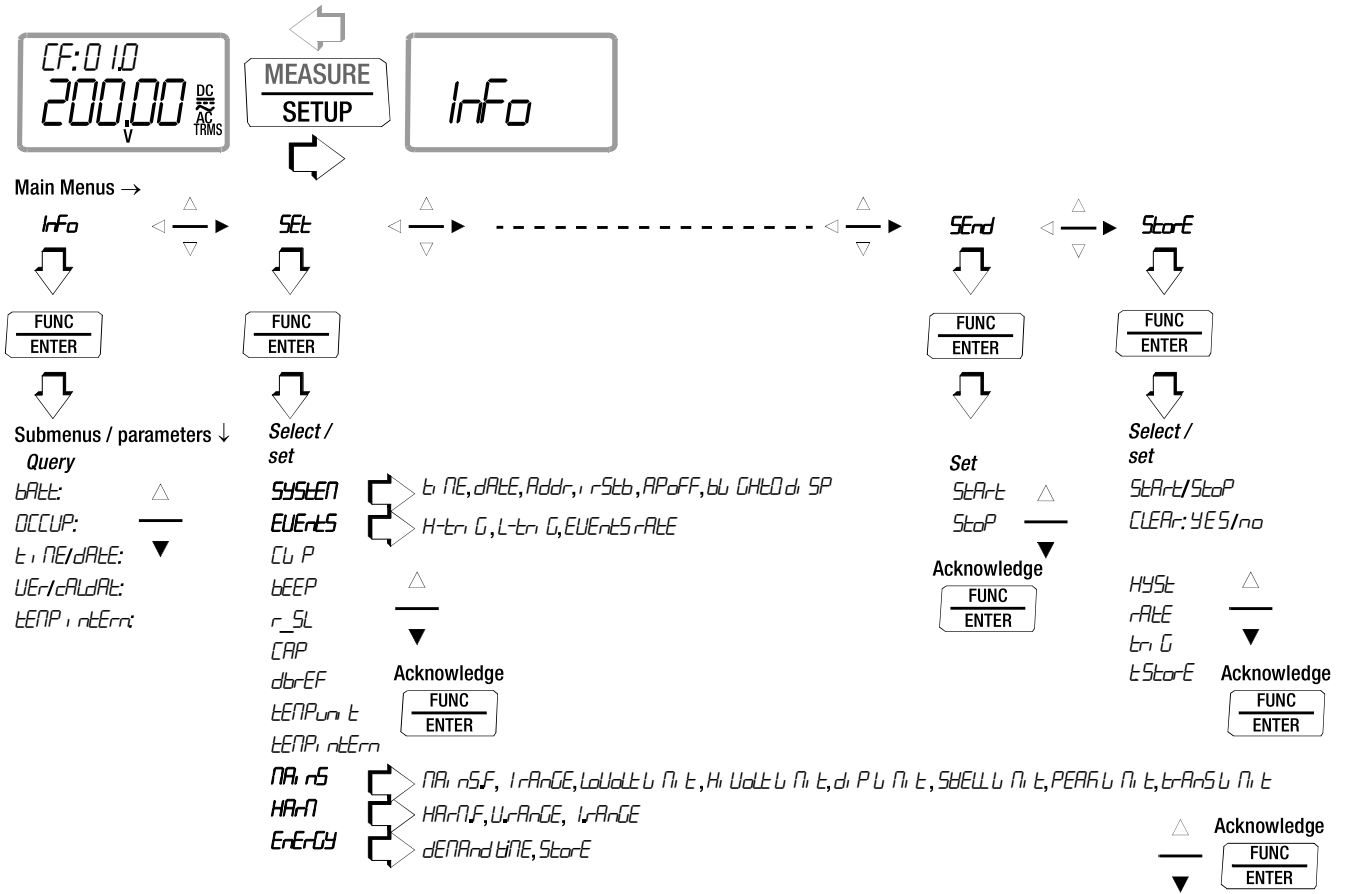 CF:01.0
200.00
DC
AC
TRMS
V
MEASURE
SETUP
InFo
Main Menus →
InFo
SEt
SEnd
StorE
FUNC
ENTER
FUNC
ENTER
FUNC
ENTER
FUNC
ENTER
Submenus / parameters ↓
Query
bAtt:
OCCUP:
tiME/dAtE:
VEr/cALdAt:
tEMP intErn:
Select /
set
SYStEM
tiME, dAtE, Addr, irStb, APoFF, bLiGHtO diSP
EVEntS
H-triG, L-triG, EVEntS rAtE
CLiP
bEEP
r_SL
CAP
dbrEF
tEMPunit
tEMPintErn
MAinS
MAinS.F, I rAnGE, LoVoLt LiMit, Hi VoLt LiMit, diP LiMit, SWELL LiMit, PEAK LiMit, trAnS LiMit
HArM
HArM.F, U.rAnGE, I.rAnGE
EnErGY
dEMAnd tiME, StorE
Acknowledge
FUNC
ENTER
Set
StArt
StoP
Acknowledge
FUNC
ENTER
Select /
set
StArt/StoP
CLEAr: YES/no
HYSt
rAtE
triG
tStorE
Acknowledge
FUNC
ENTER
Acknowledge
FUNC
ENTER